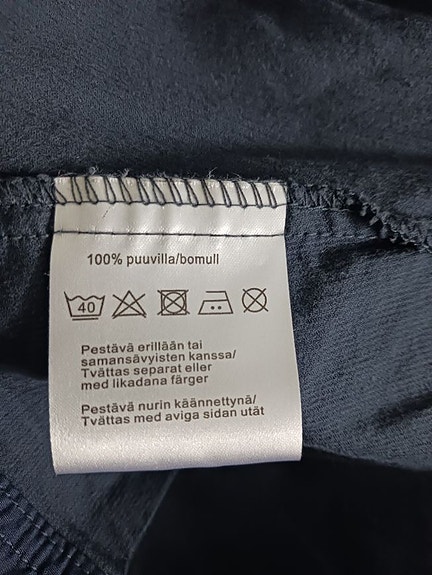 100% puuvilla/bomull
40
Pestävä erillään tai
samansävyisten kanssa/
Tvättas separat eller
med likadana färger
Pestävä nurin käännettynä/
Tvättas med aviga sidan utåt